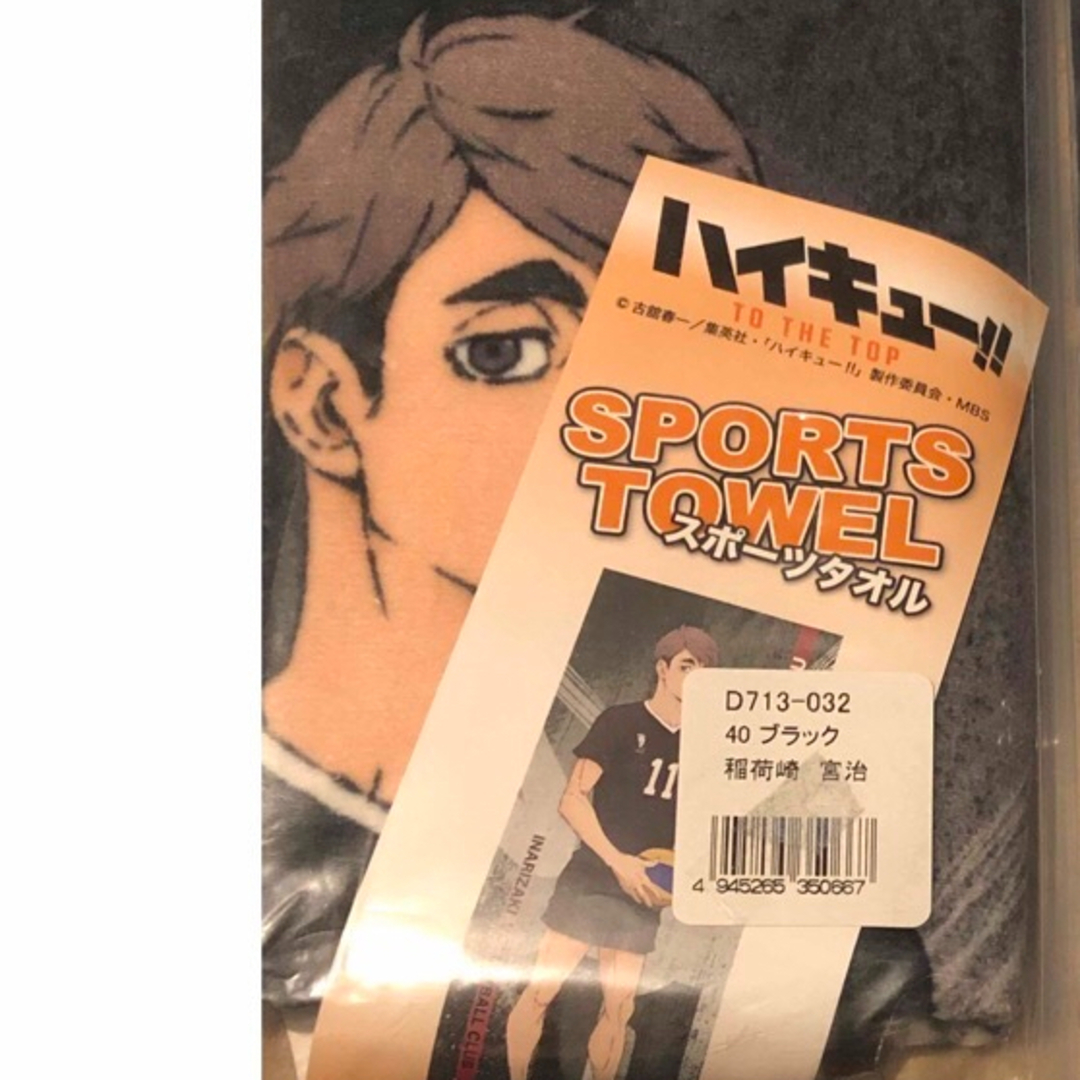 ハイキュー!!
TO THE TOP
©古舘春一／集英社・「ハイキュー!!」製作委員会・MBS
SPORTS
TOWEL
スポーツタオル
D713-032
40 ブラック
稲荷崎 宮治
4 945265 350667
11
INARIZAKI
BALL CLUB